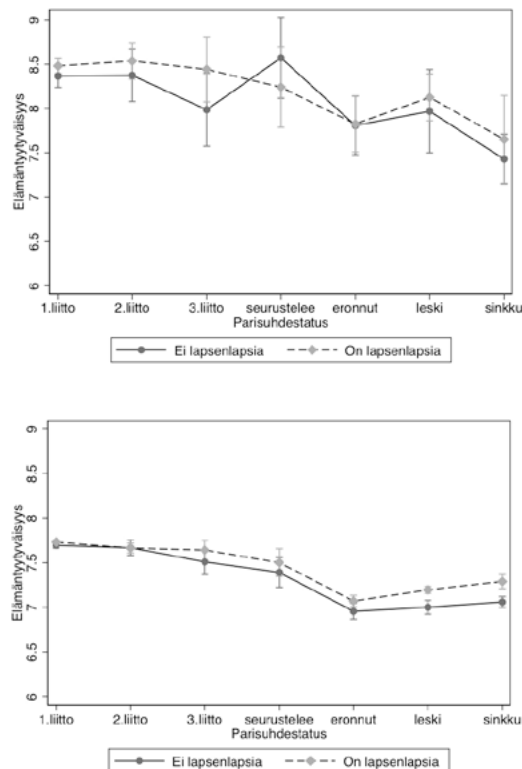 Elämäntyytyväisyys
9
8.5
8
7.5
7
6.5
6
1.liitto 2.liitto 3.liitto seurustelee eronnut leski sinkku
Parisuhdestatus
Ei lapsenlapsia On lapsenlapsia
Elämäntyytyväisyys
9
8.5
8
7.5
7
6.5
6
1.liitto 2.liitto 3.liitto seurustelee eronnut leski sinkku
Parisuhdestatus
Ei lapsenlapsia On lapsenlapsia